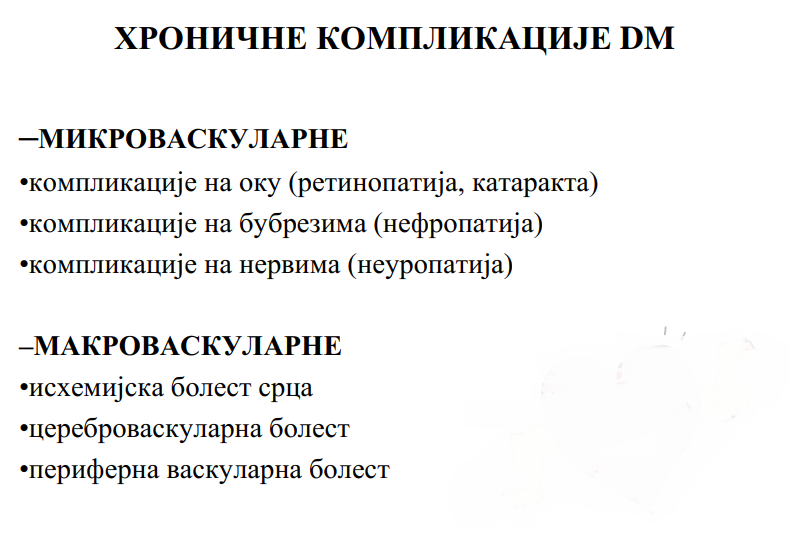 ХРОНИЧНЕ КОМПЛИКАЦИЈЕ DM
–МИКРОВАСКУЛАРНЕ
•компликације на оку (ретинопатија, катаракта)
•компликације на бубрезима (нефропатија)
•компликације на нервима (неуропатија)
–МАКРОВАСКУЛАРНЕ
•исхемијска болест срца
•цереброваскуларна болест
•периферна васкуларна болест